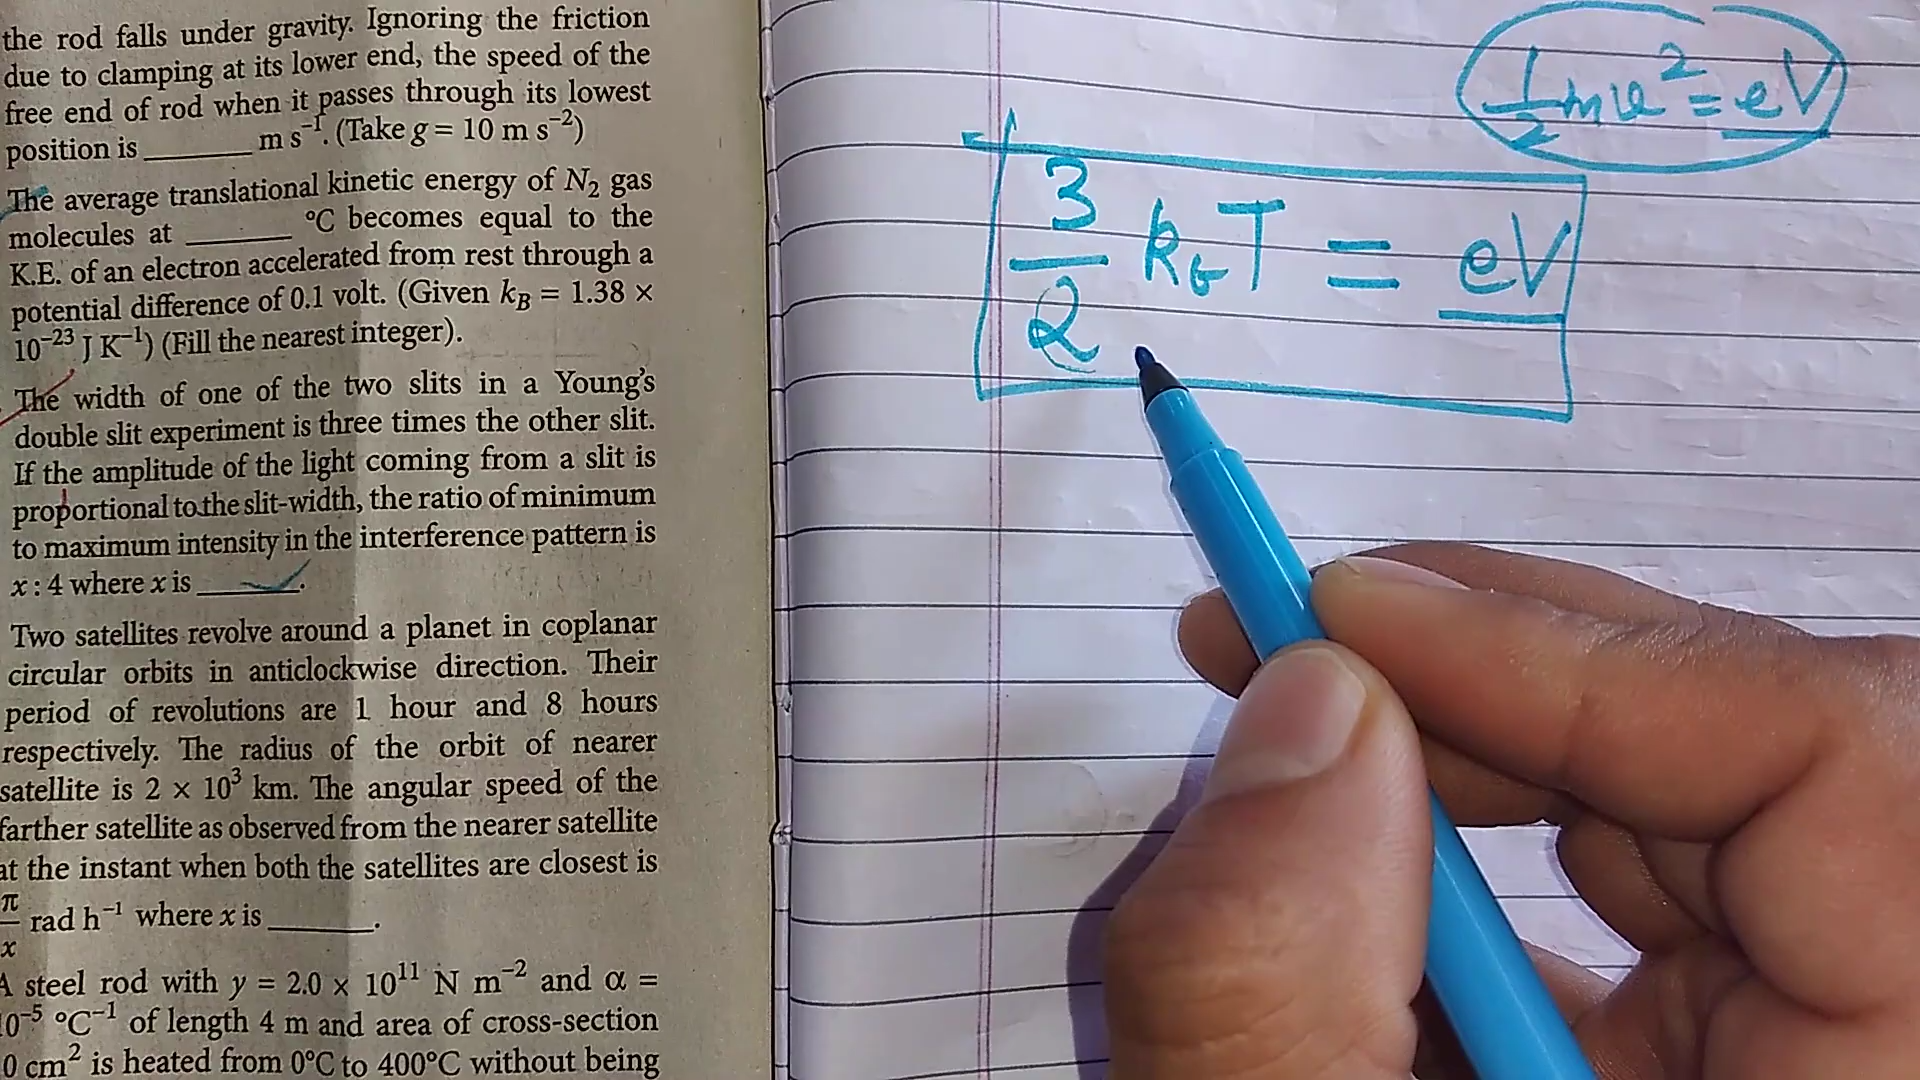 the rod falls under gravity. Ignoring the friction
due to clamping at its lower end, the speed of the
free end of rod when it passes through its lowest
position is ______ m s⁻¹. (Take g = 10 m s⁻²)
The average translational kinetic energy of N₂ gas
molecules at ______ °C becomes equal to the
K.E. of an electron accelerated from rest through a
potential difference of 0.1 volt. (Given k_B = 1.38 ×
10⁻²³ J K⁻¹) (Fill the nearest integer).
The width of one of the two slits in a Young's
double slit experiment is three times the other slit.
If the amplitude of the light coming from a slit is
proportional to the slit-width, the ratio of minimum
to maximum intensity in the interference pattern is
x : 4 where x is ______.
Two satellites revolve around a planet in coplanar
circular orbits in anticlockwise direction. Their
period of revolutions are 1 hour and 8 hours
respectively. The radius of the orbit of nearer
satellite is 2 × 10³ km. The angular speed of the
farther satellite as observed from the nearer satellite
at the instant when both the satellites are closest is
π/x rad h⁻¹ where x is ______.
A steel rod with y = 2.0 × 10¹¹ N m⁻² and α =
10⁻⁵ °C⁻¹ of length 4 m and area of cross-section
0 cm² is heated from 0°C to 400°C without being
1/2 mv² = eV
3/2 k_B T = eV